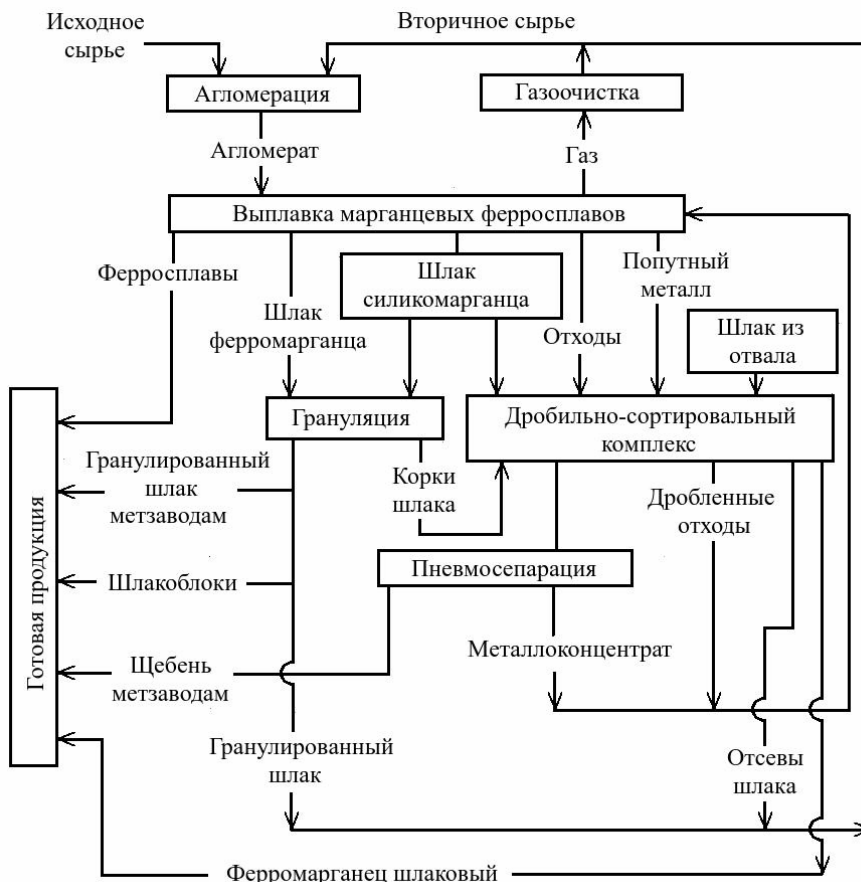 Исходное
сырье
Вторичное сырье
Агломерация
Газоочистка
Агломерат
Газ
Выплавка марганцевых ферросплавов
Ферросплавы
Шлак
ферромарганца
Шлак
силикомарганца
Отходы
Попутный
металл
Шлак из
отвала
Грануляция
Дробильно-сортировальный
комплекс
Готовая продукция
Гранулированный
шлак
метзаводам
Корки
шлака
Дробленные
отходы
Шлакоблоки
Пневмосепарация
Щебень
метзаводам
Металлоконцентрат
Гранулированный
шлак
Отсевы
шлака
Ферромарганец шлаковый